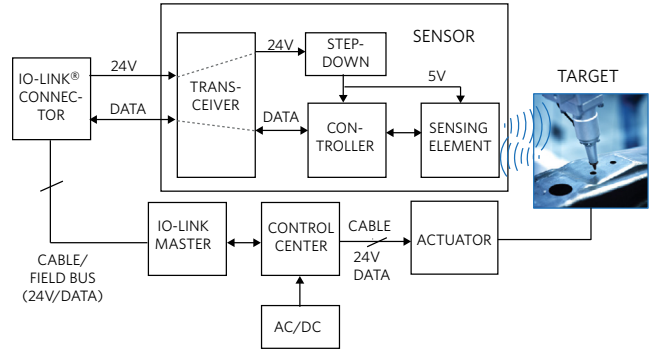 SENSOR
TARGET
IO-LINK®
CONNEC-
TOR
24V
DATA
TRANS-
CEIVER
24V
DATA
STEP-
DOWN
5V
CON-
TROLLER
SENSING
ELEMENT
CABLE/
FIELD BUS
(24V/DATA)
IO-LINK
MASTER
CONTROL
CENTER
CABLE
24V
DATA
ACTUATOR
AC/DC